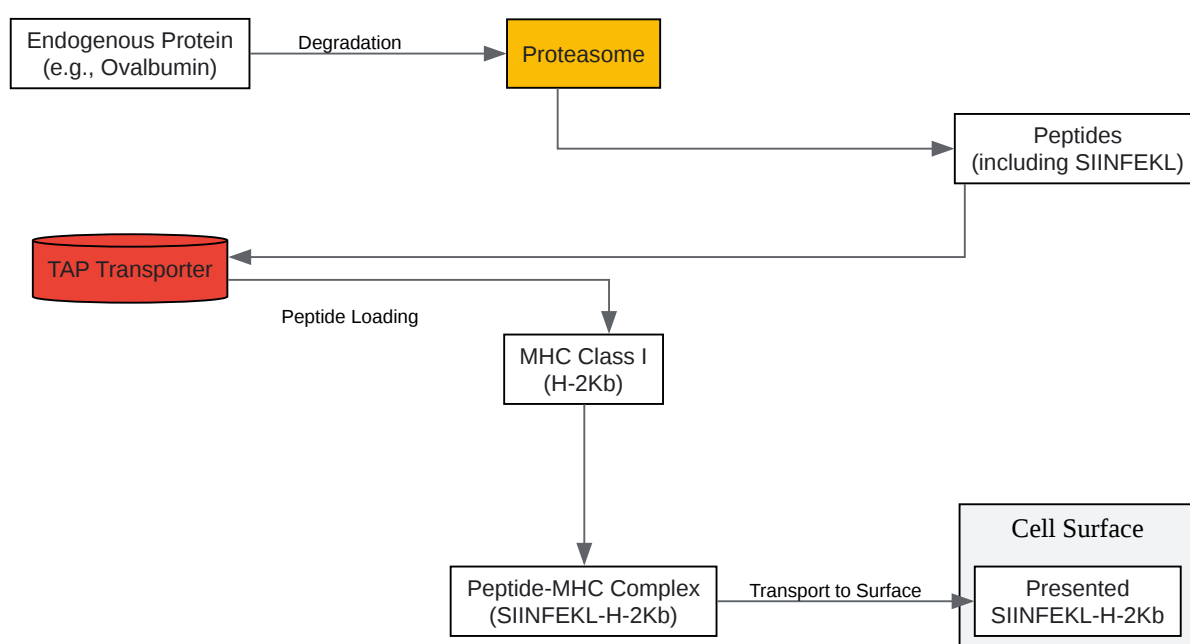 Endogenous Protein
(e.g., Ovalbumin)
Degradation
Proteasome
Peptides
(including SIINFEKL)
TAP Transporter
Peptide Loading
MHC Class I
(H-2Kb)
Cell Surface
Peptide-MHC Complex
(SIINFEKL-H-2Kb)
Transport to Surface
Presented
SIINFEKL-H-2Kb